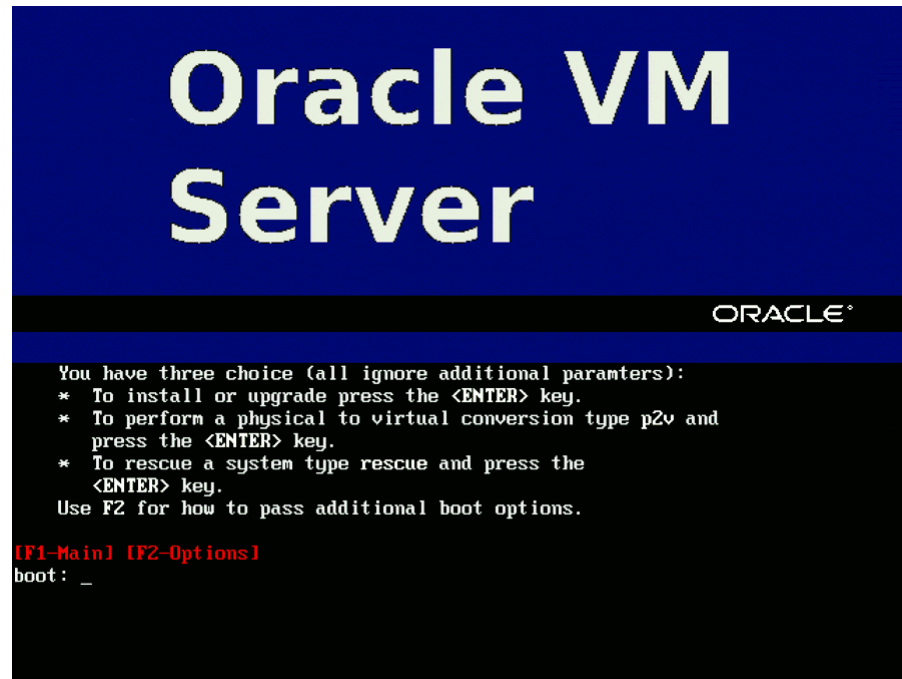 Oracle VM
Server
ORACLE
You have three choice (all ignore additional paramters):
* To install or upgrade press the <ENTER> key.
* To perform a physical to virtual conversion type p2v and
press the <ENTER> key.
* To rescue a system type rescue and press the
<ENTER> key.
Use F2 for how to pass additional boot options.
[F1-Main] [F2-Options]
boot: _